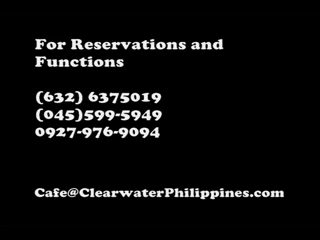 For Reservations and
Functions
(632) 6375019
(045)599-5949
0927-976-9094
Cafe@ClearwaterPhilippines.com